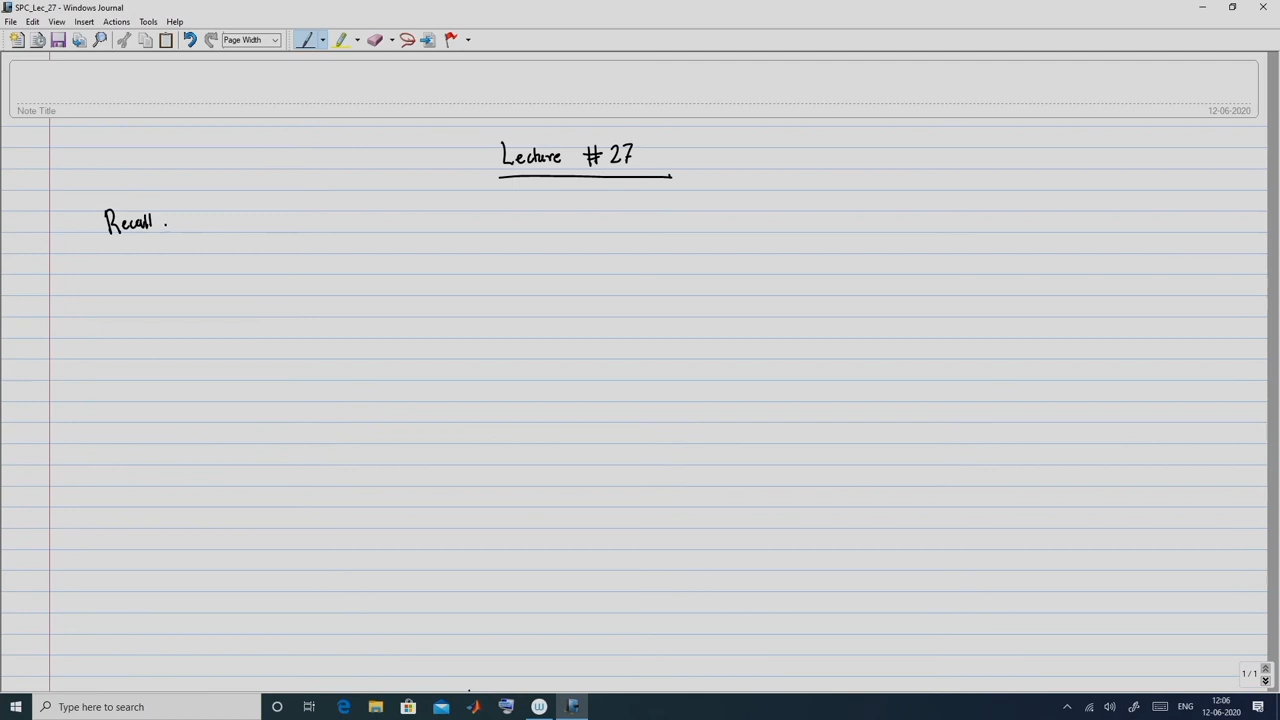 SPC_Lec_27 - Windows Journal
File Edit View Insert Actions Tools Help
Page Width
Note Title
12-06-2020
Lecture # 27
Recall .
1/1
Type here to search
ENG
12:06
12-06-2020